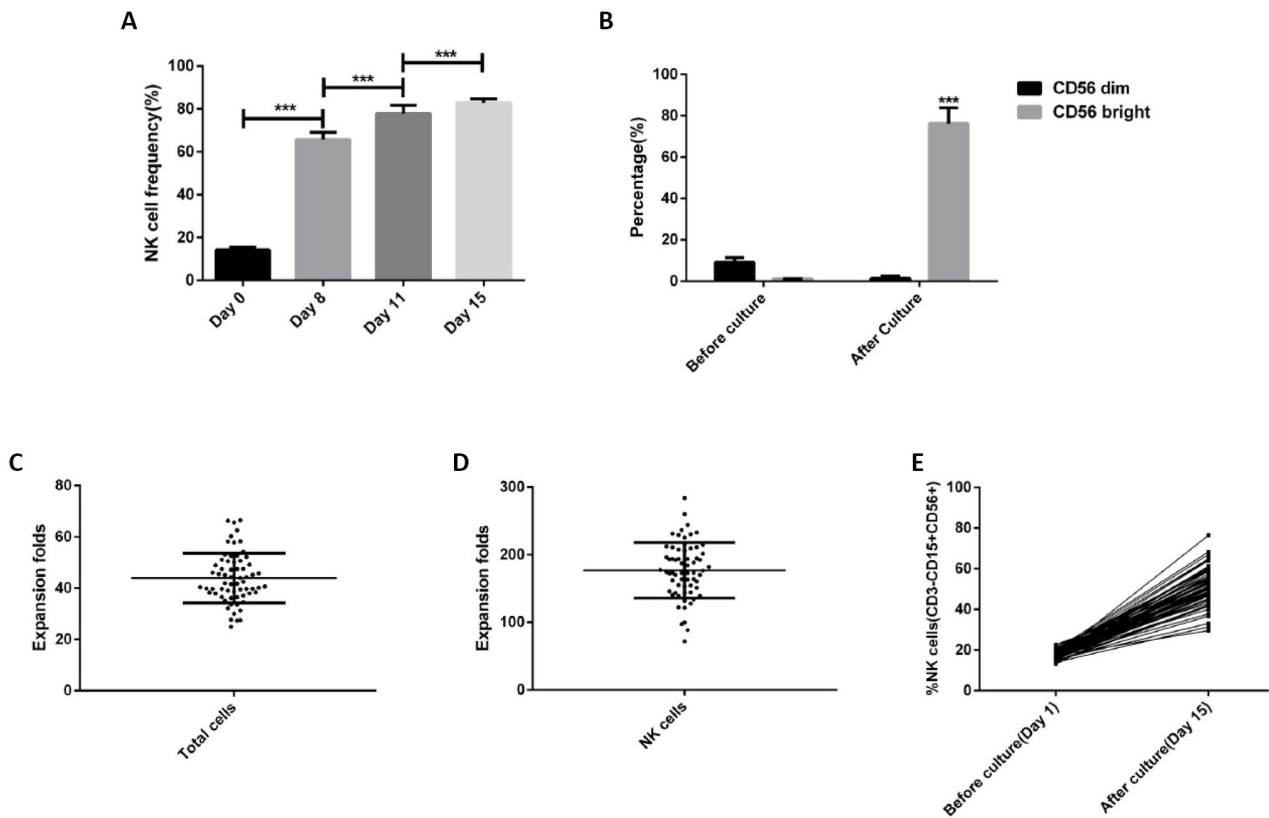 A
NK cell frequency(%)
100
80
60
40
20
0
***
***
***
Day 0
Day 8
Day 11
Day 15
B
Percentage(%)
100
80
60
40
20
0
***
Before culture
After Culture
CD56 dim
CD56 bright
C
Expansion folds
80
60
40
20
0
Total cells
D
Expansion folds
300
200
100
0
NK cells
E
%NK cells(CD3-CD15+CD56+)
100
80
60
40
20
0
Before culture(Day 1)
After culture(Day 15)